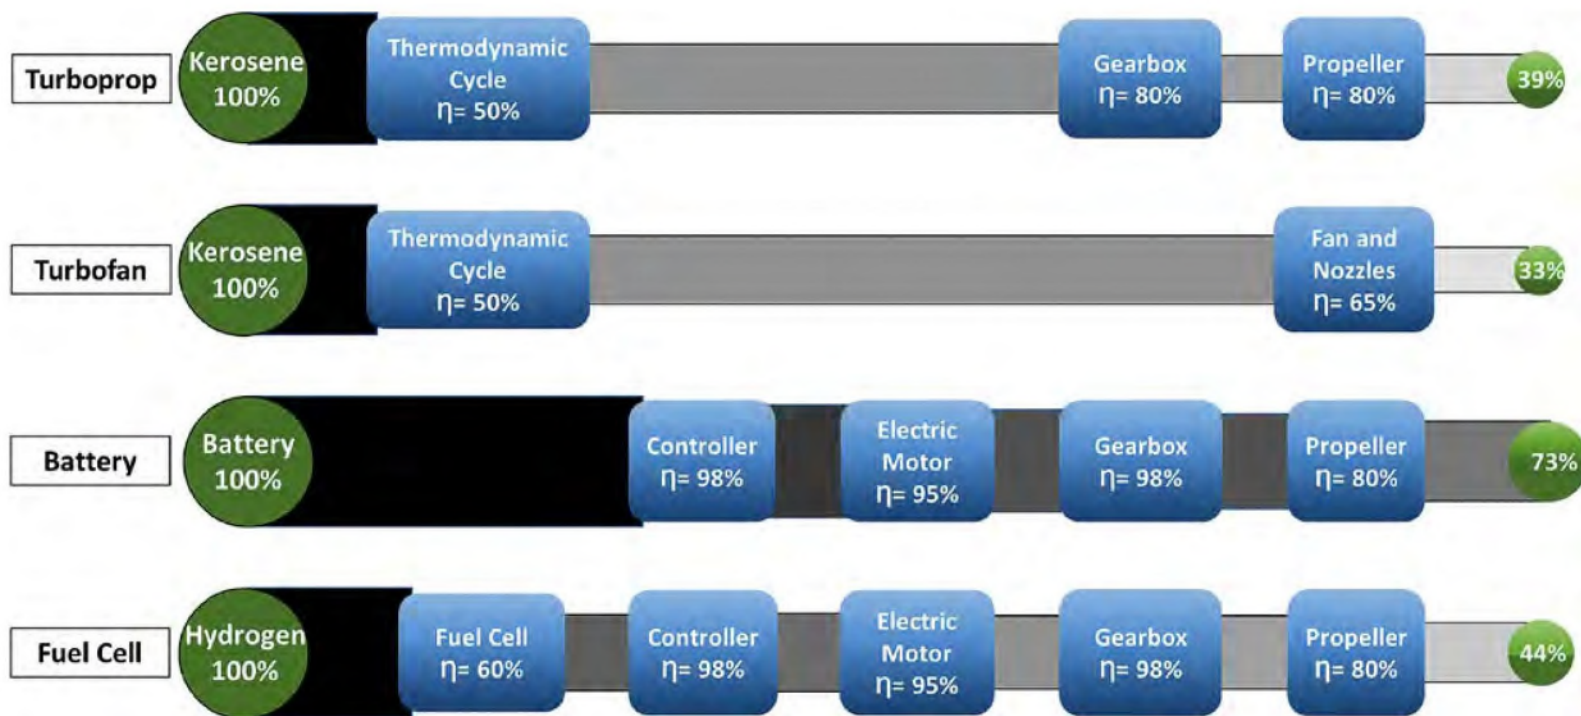 Turboprop
Kerosene
100%
Thermodynamic
Cycle
η= 50%
Gearbox
η= 80%
Propeller
η= 80%
39%
Turbofan
Kerosene
100%
Thermodynamic
Cycle
η= 50%
Fan and
Nozzles
η= 65%
33%
Battery
Battery
100%
Controller
η= 98%
Electric
Motor
η= 95%
Gearbox
η= 98%
Propeller
η= 80%
73%
Fuel Cell
Hydrogen
100%
Fuel Cell
η= 60%
Controller
η= 98%
Electric
Motor
η= 95%
Gearbox
η= 98%
Propeller
η= 80%
44%